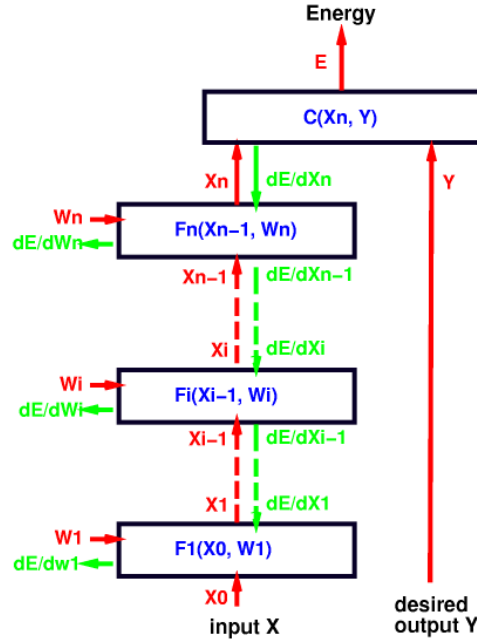 Energy
E
C(Xn, Y)
Xn
dE/dXn
Y
Wn
Fn(Xn−1, Wn)
dE/dWn
Xn−1
dE/dXn−1
Xi
dE/dXi
Wi
Fi(Xi−1, Wi)
dE/dWi
Xi−1
dE/dXi−1
X1
dE/dX1
W1
F1(X0, W1)
dE/dw1
X0
input X
desired
output Y